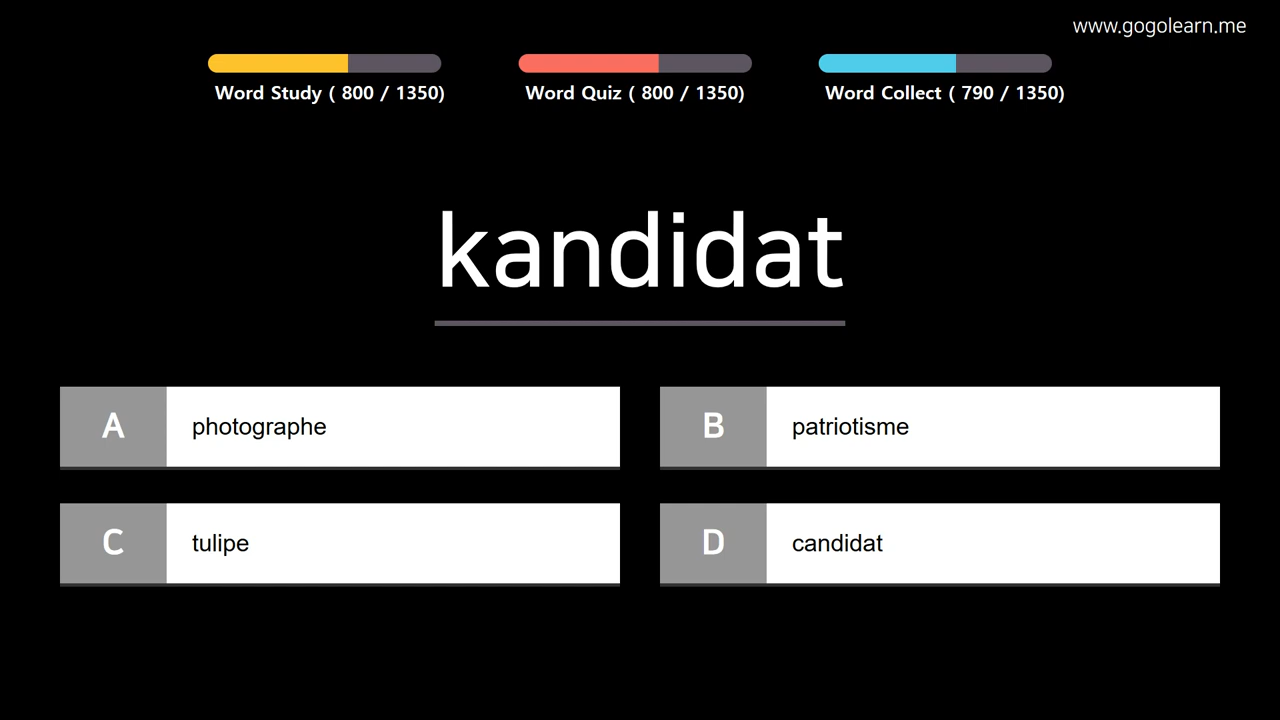 www.gogolearn.me
Word Study ( 800 / 1350)
Word Quiz ( 800 / 1350)
Word Collect ( 790 / 1350)
kandidat
A photographe
B patriotisme
C tulipe
D candidat